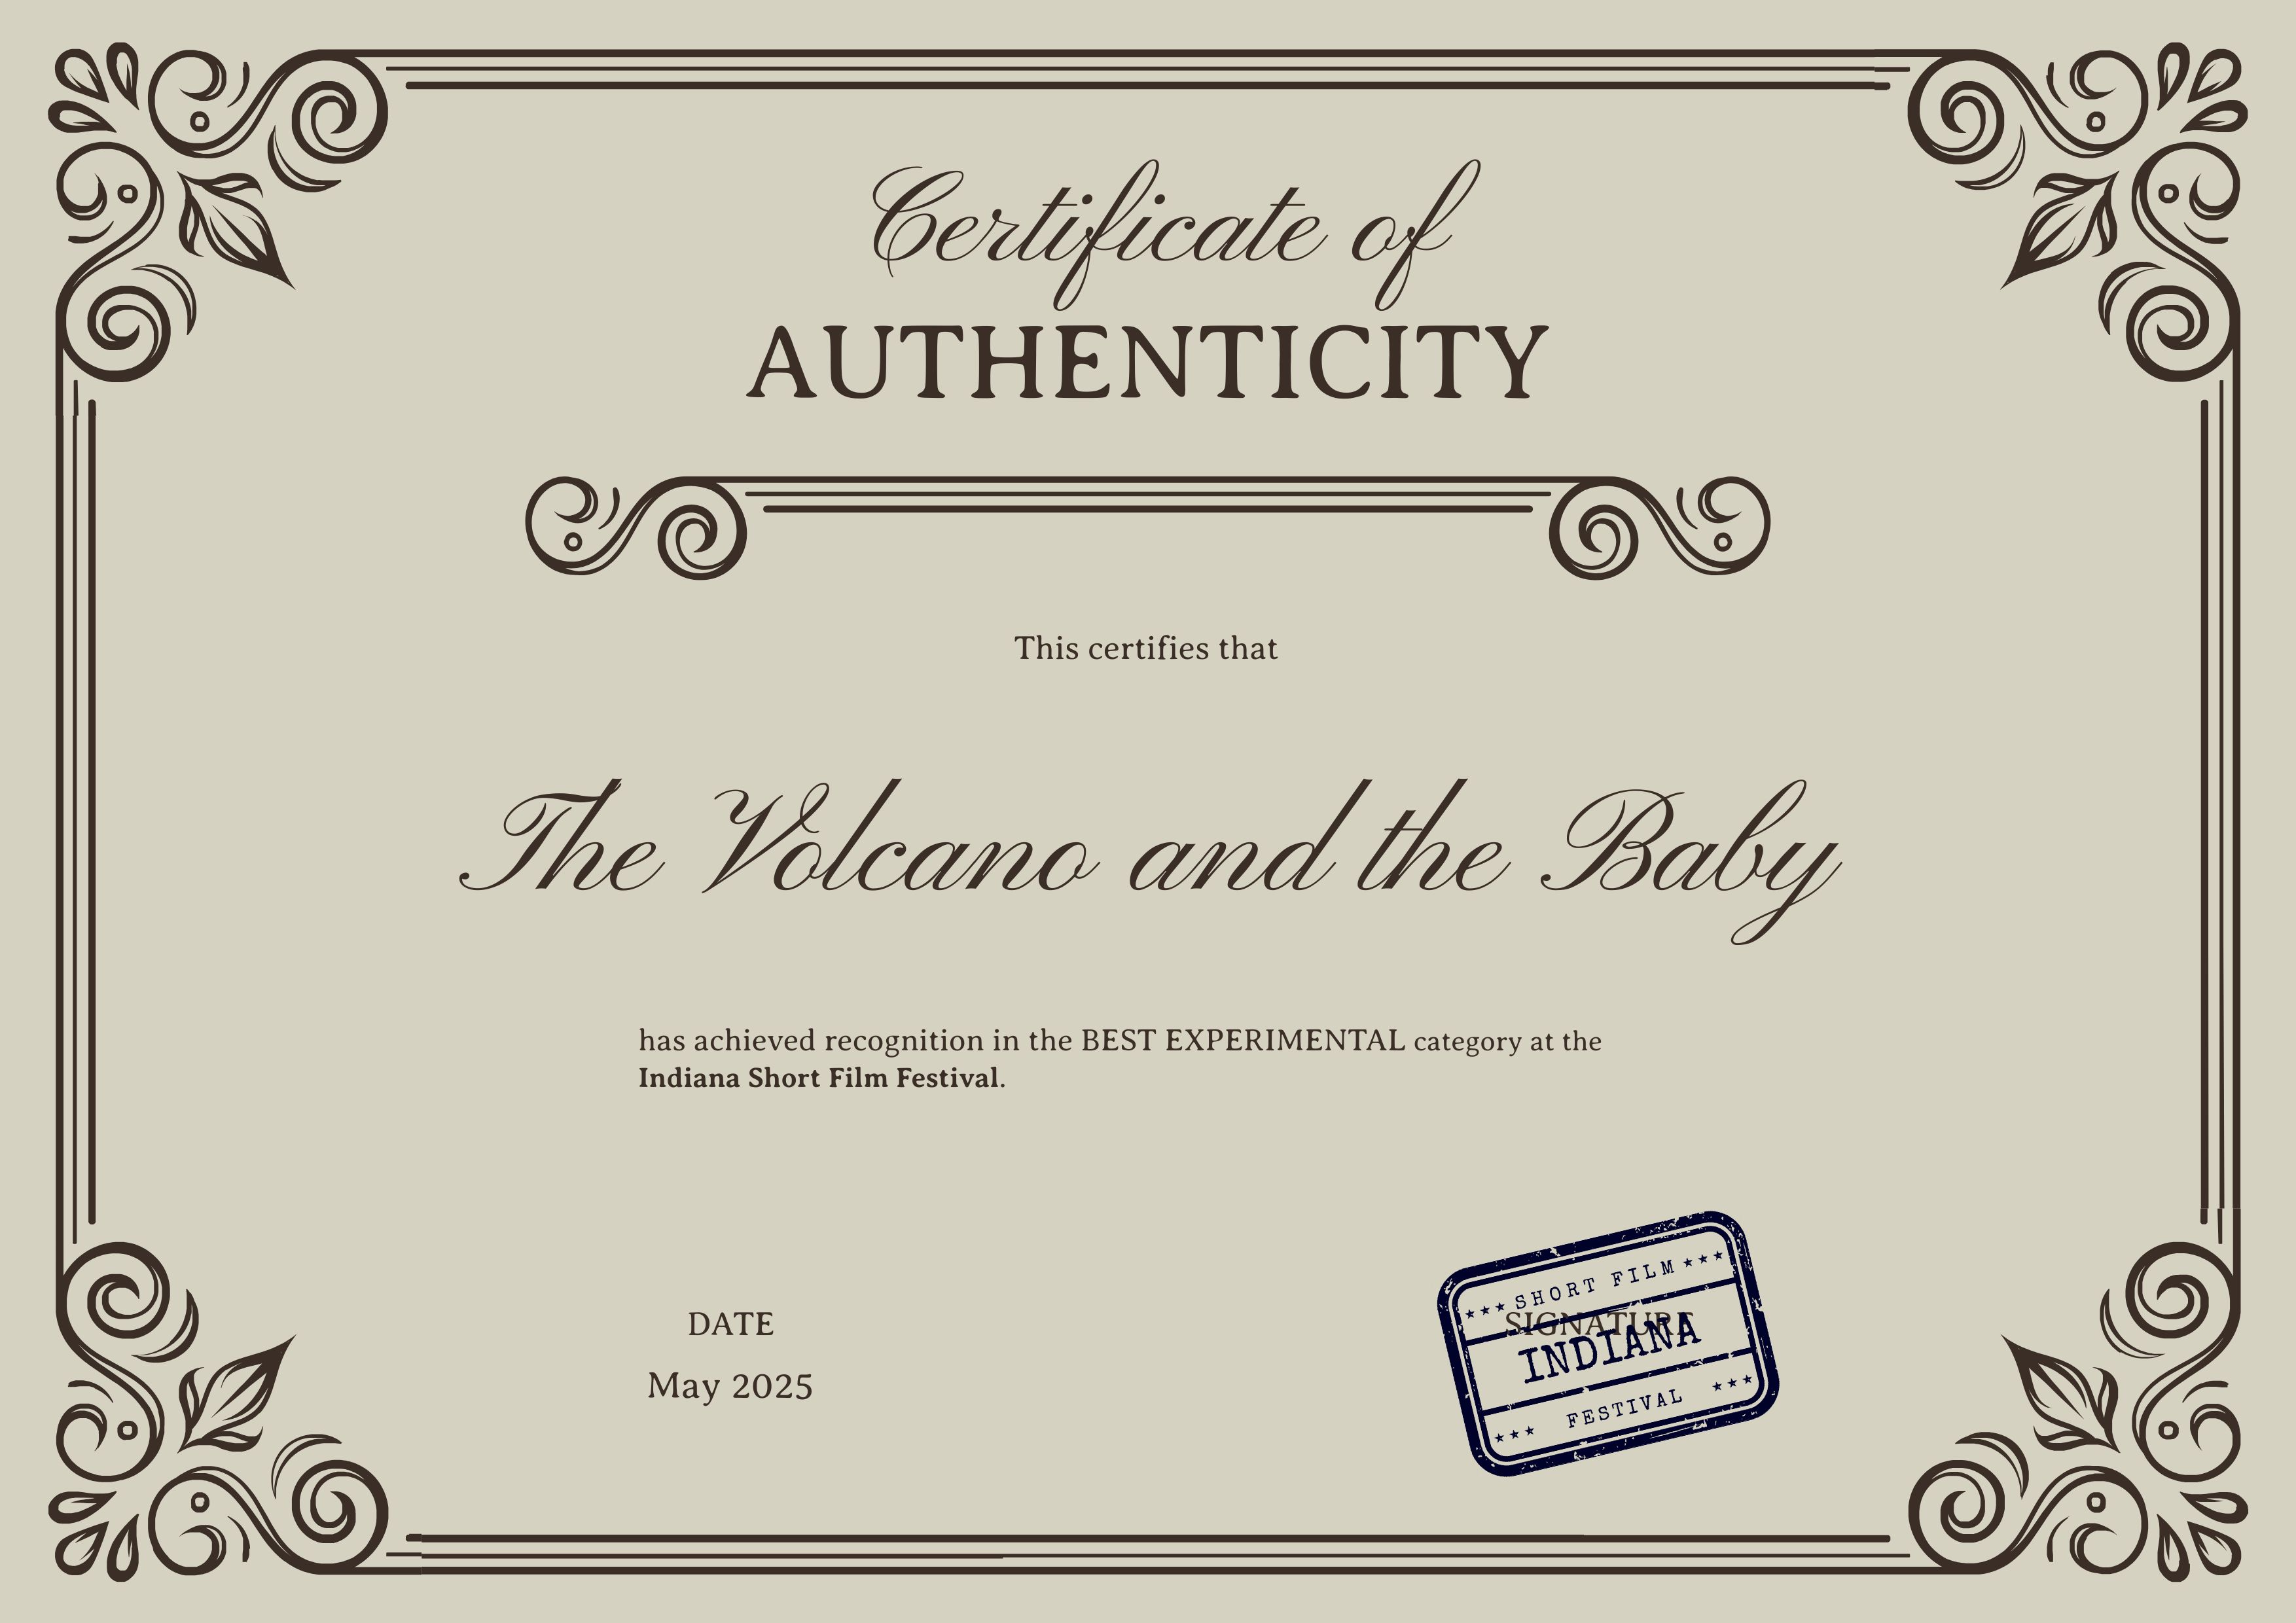 Certificate of
AUTHENTICITY
This certifies that
The Volcano and the Baby
has achieved recognition in the BEST EXPERIMENTAL category at the
Indiana Short Film Festival.
DATE
May 2025
SIGNATURE
★★★ SHORT FILM ★★★
INDIANA
★★★ FESTIVAL ★★★